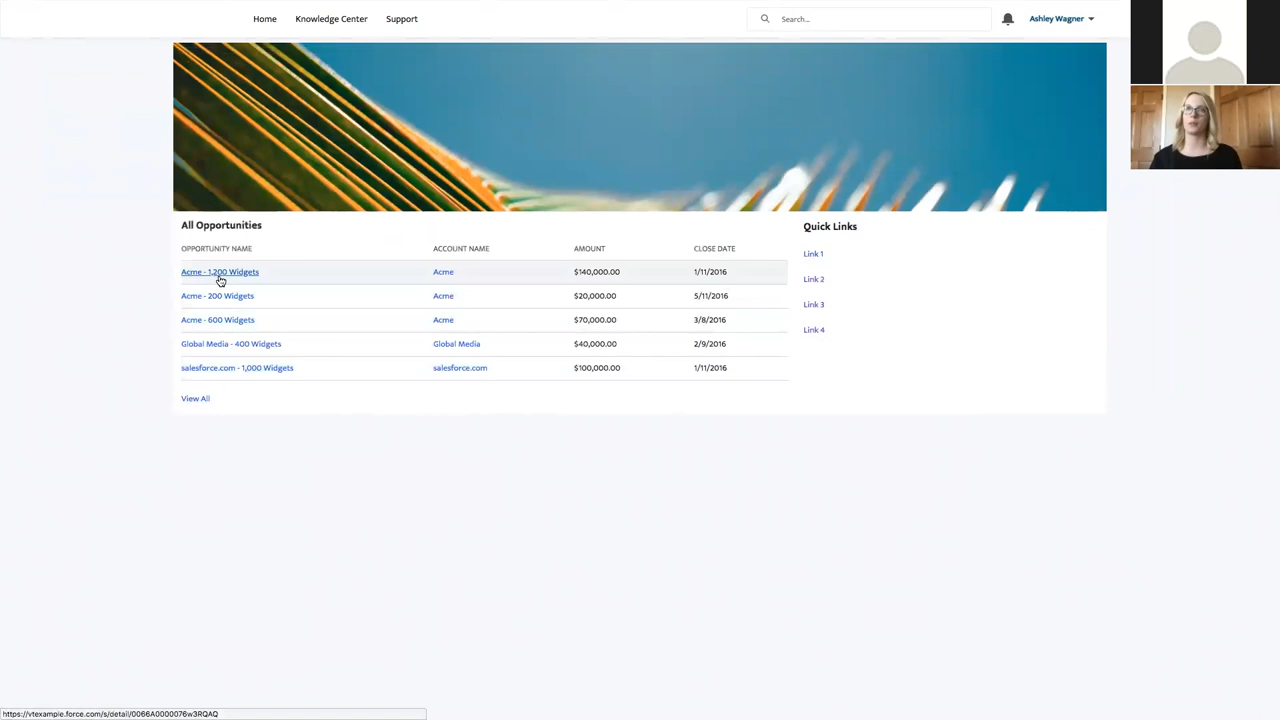 Home Knowledge Center Support Search... Ashley Wagner
All Opportunities
OPPORTUNITY NAME ACCOUNT NAME AMOUNT CLOSE DATE
Acme - 1,200 Widgets Acme $140,000.00 1/11/2016
Acme - 200 Widgets Acme $20,000.00 5/11/2016
Acme - 600 Widgets Acme $70,000.00 3/8/2016
Global Media - 400 Widgets Global Media $40,000.00 2/9/2016
salesforce.com - 1,000 Widgets salesforce.com $100,000.00 1/11/2016
View All
Quick Links
Link 1
Link 2
Link 3
Link 4
https://vtexample.force.com/s/detail/0066A0000076w3RQAQ